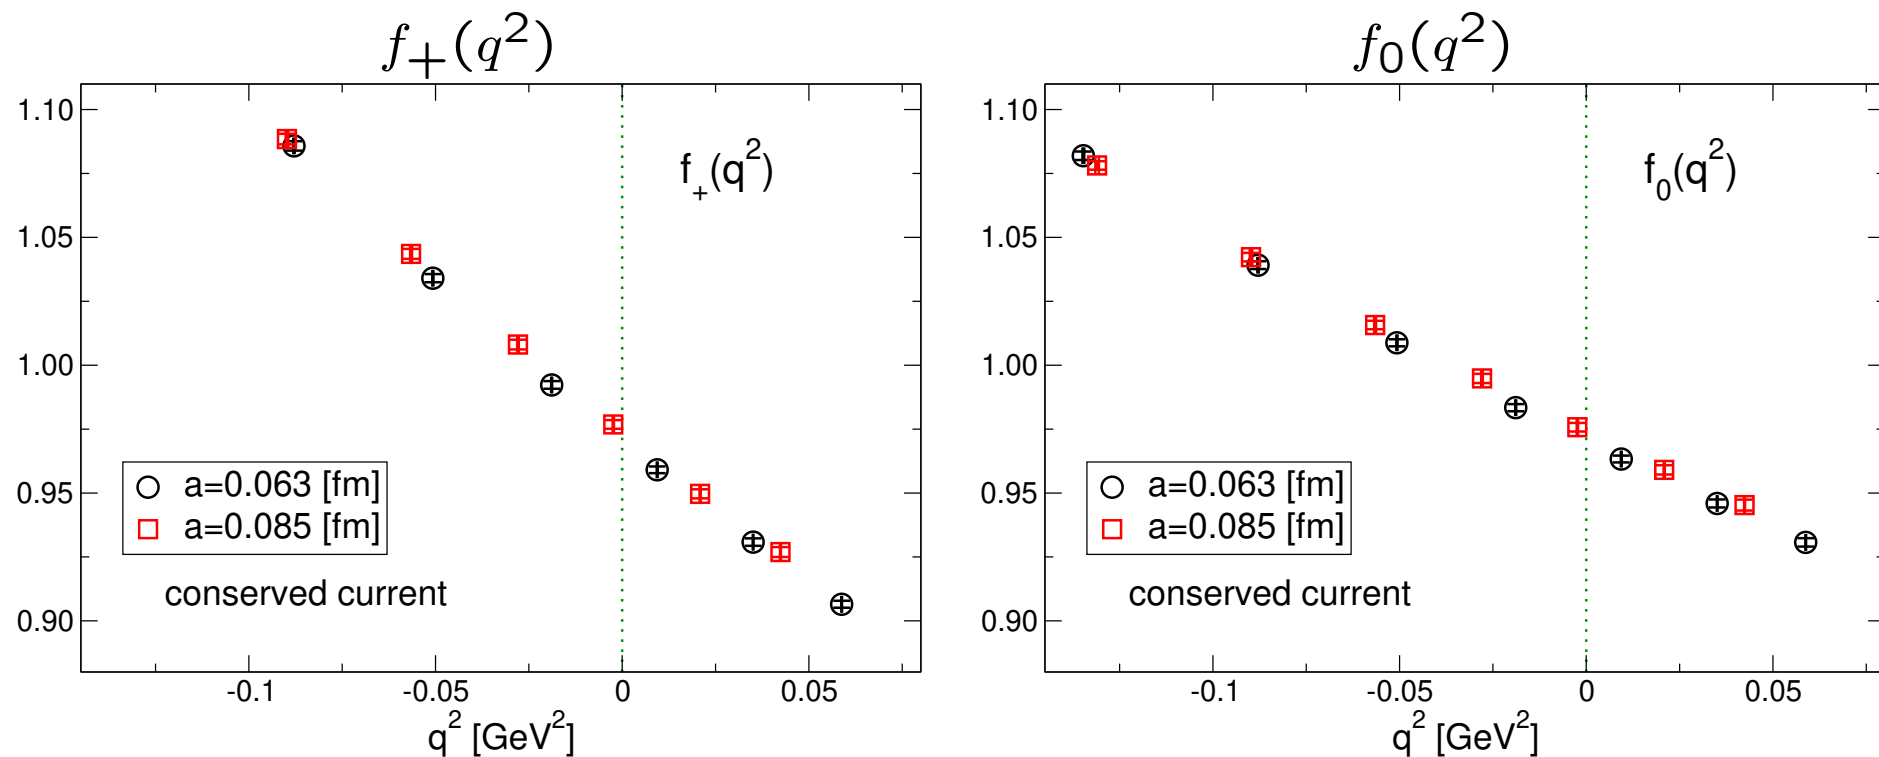 f+(q²)
1.10
1.05
1.00
0.95
0.90
f+(q²)
a=0.063 [fm]
a=0.085 [fm]
conserved current
-0.1
-0.05
0
0.05
q² [GeV²]
f₀(q²)
1.10
1.05
1.00
0.95
0.90
f₀(q²)
a=0.063 [fm]
a=0.085 [fm]
conserved current
-0.1
-0.05
0
0.05
q² [GeV²]